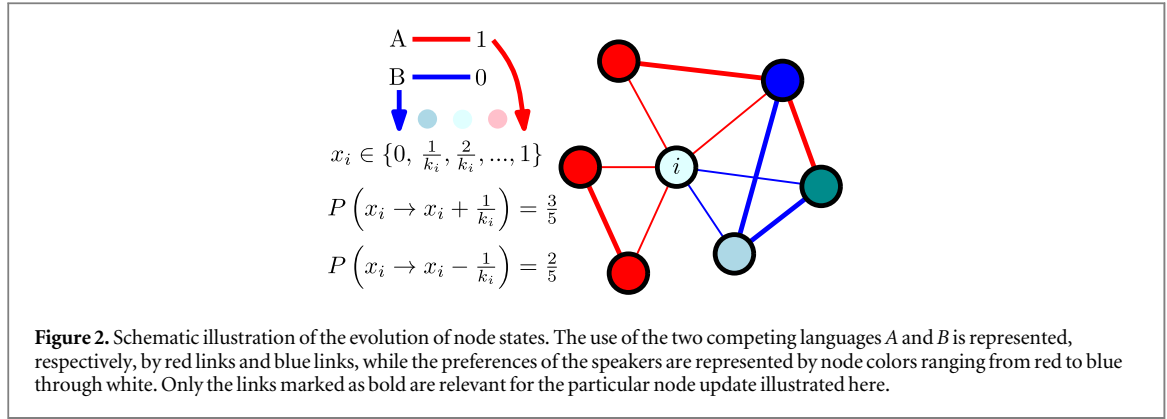 A 1
B 0
x_i ∈ {0, 1/k_i, 2/k_i, ..., 1}
P(x_i → x_i + 1/k_i) = 3/5
P(x_i → x_i − 1/k_i) = 2/5
i
Figure 2. Schematic illustration of the evolution of node states. The use of the two competing languages A and B is represented,
respectively, by red links and blue links, while the preferences of the speakers are represented by node colors ranging from red to blue
through white. Only the links marked as bold are relevant for the particular node update illustrated here.